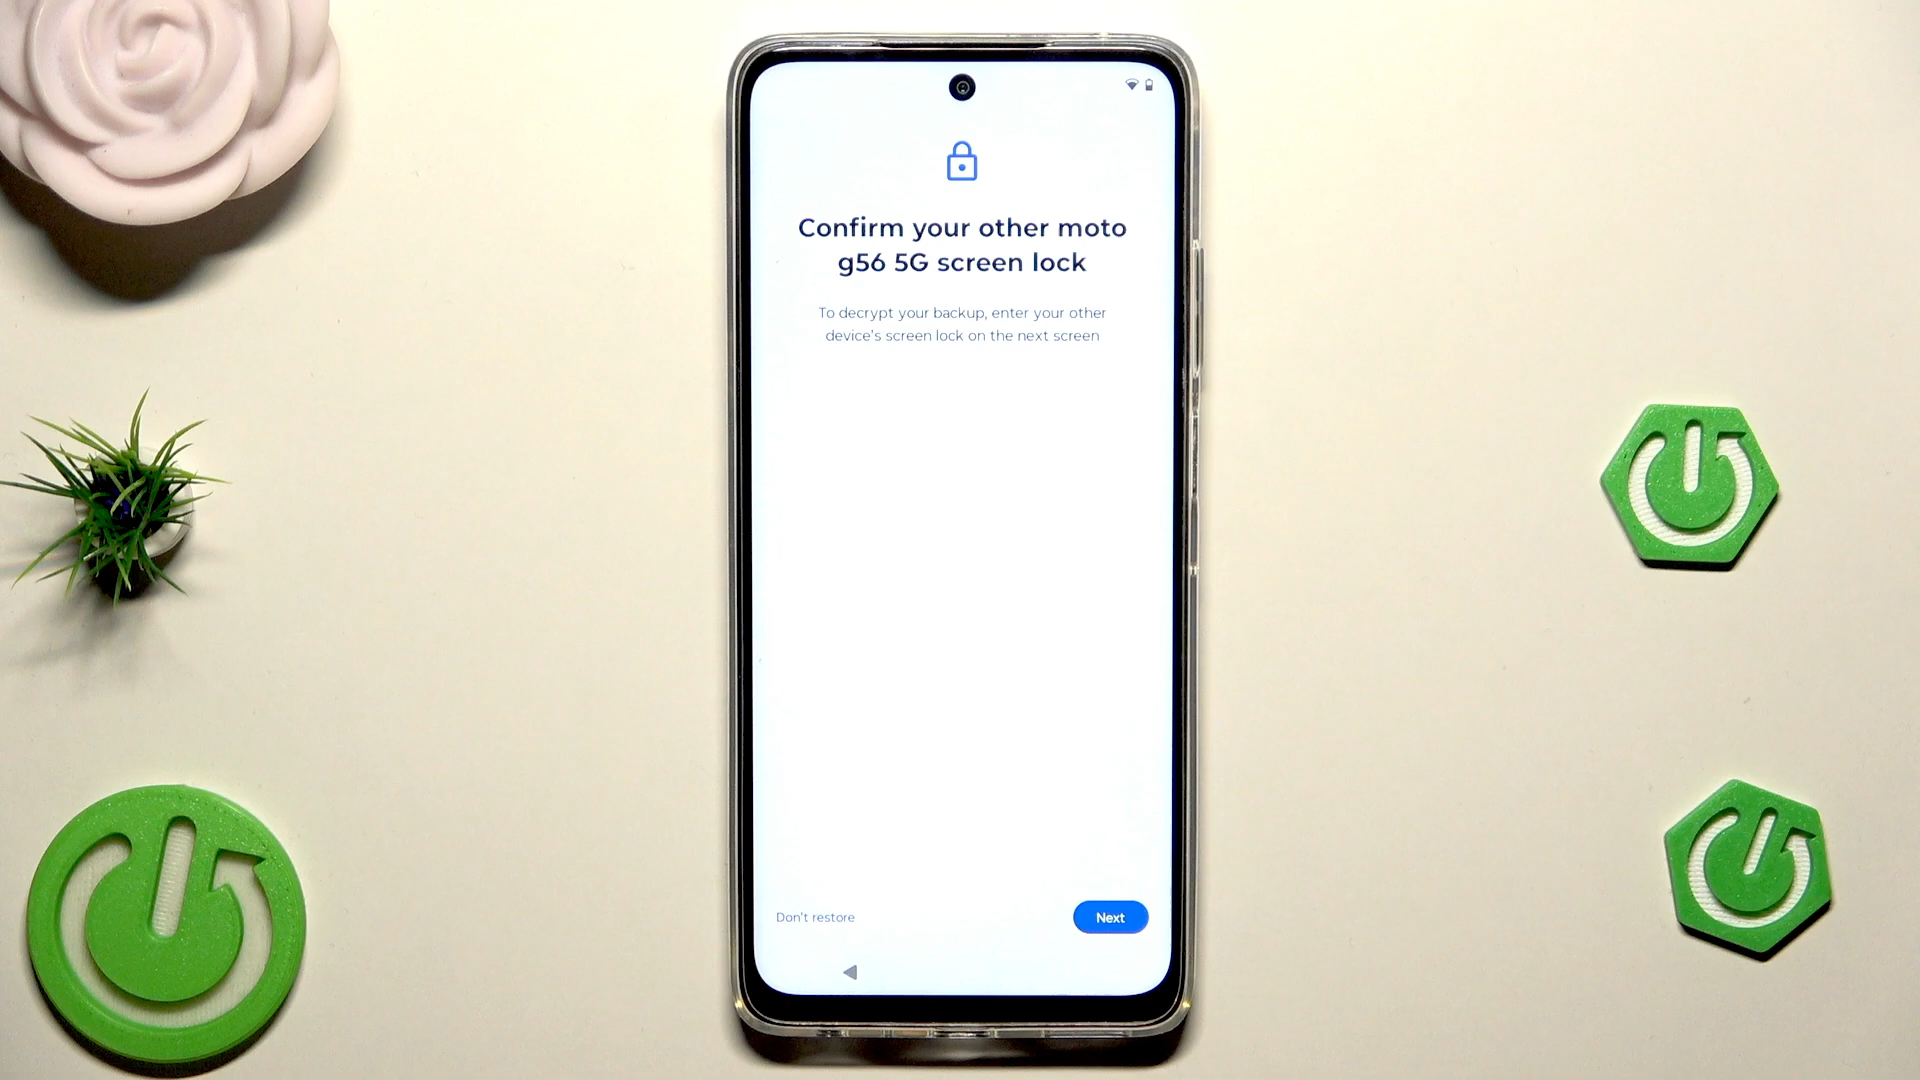 Confirm your other moto
g56 5G screen lock
To decrypt your backup, enter your other
device's screen lock on the next screen
Don't restore
Next